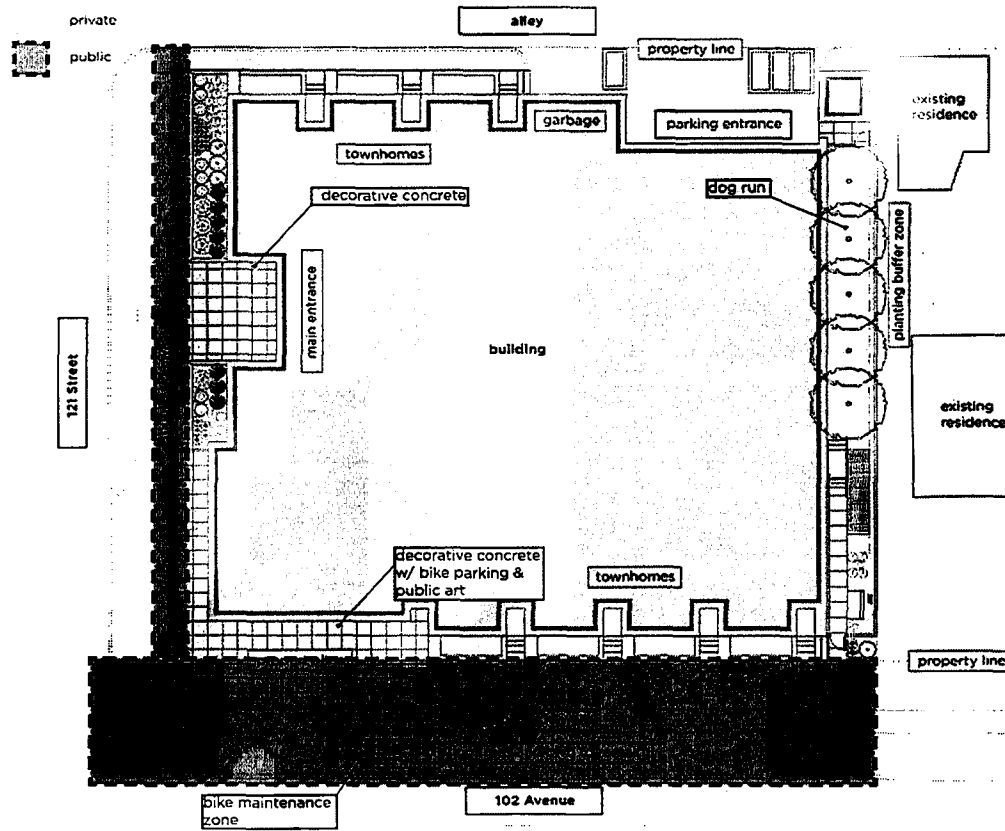 private
alley
public
property line
existing
residence
garbage
parking entrance
townhomes
dog run
decorative concrete
planting buffer zone
main entrance
building
121 Street
existing
residence
decorative concrete
w/ bike parking &
public art
townhomes
property line
bike maintenance
zone
102 Avenue